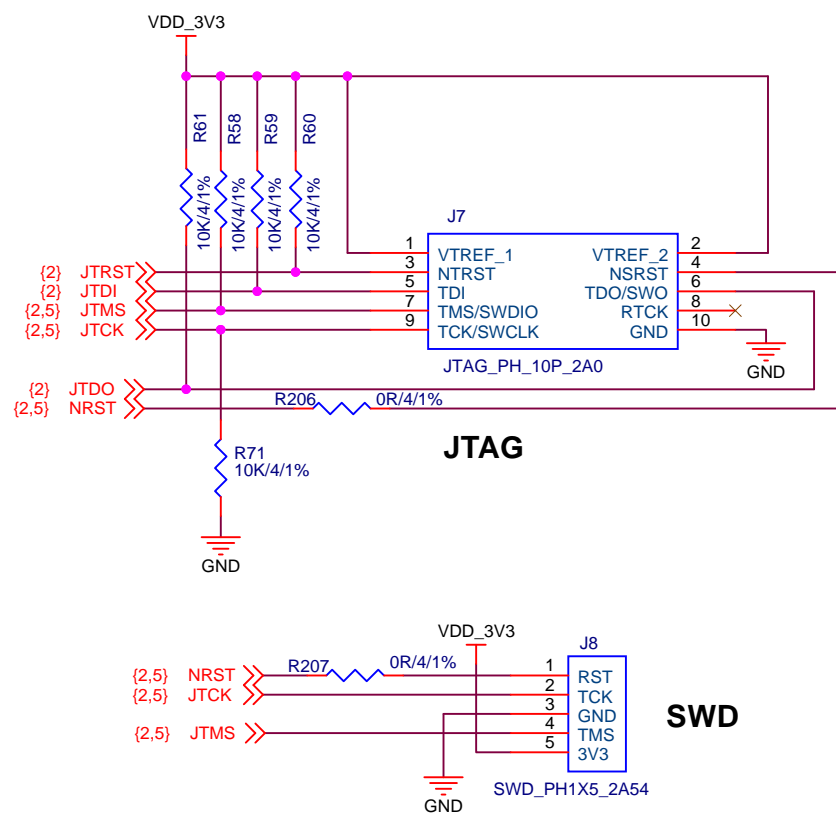 VDD_3V3
R61
R58
R59
R60
10K/4/1%
10K/4/1%
10K/4/1%
10K/4/1%
J7
1 VTREF_1 VTREF_2 2
{2} JTRST 3 NTRST NSRST 4
{2} JTDI 5 TDI TDO/SWO 6
{2,5} JTMS 7 TMS/SWDIO RTCK 8
{2,5} JTCK 9 TCK/SWCLK GND 10
JTAG_PH_10P_2A0
GND
{2} JTDO
{2,5} NRST
R206 0R/4/1%
JTAG
R71
10K/4/1%
GND
VDD_3V3
J8
{2,5} NRST R207 0R/4/1% 1 RST
{2,5} JTCK 2 TCK
3 GND
{2,5} JTMS 4 TMS
5 3V3
SWD
SWD_PH1X5_2A54
GND